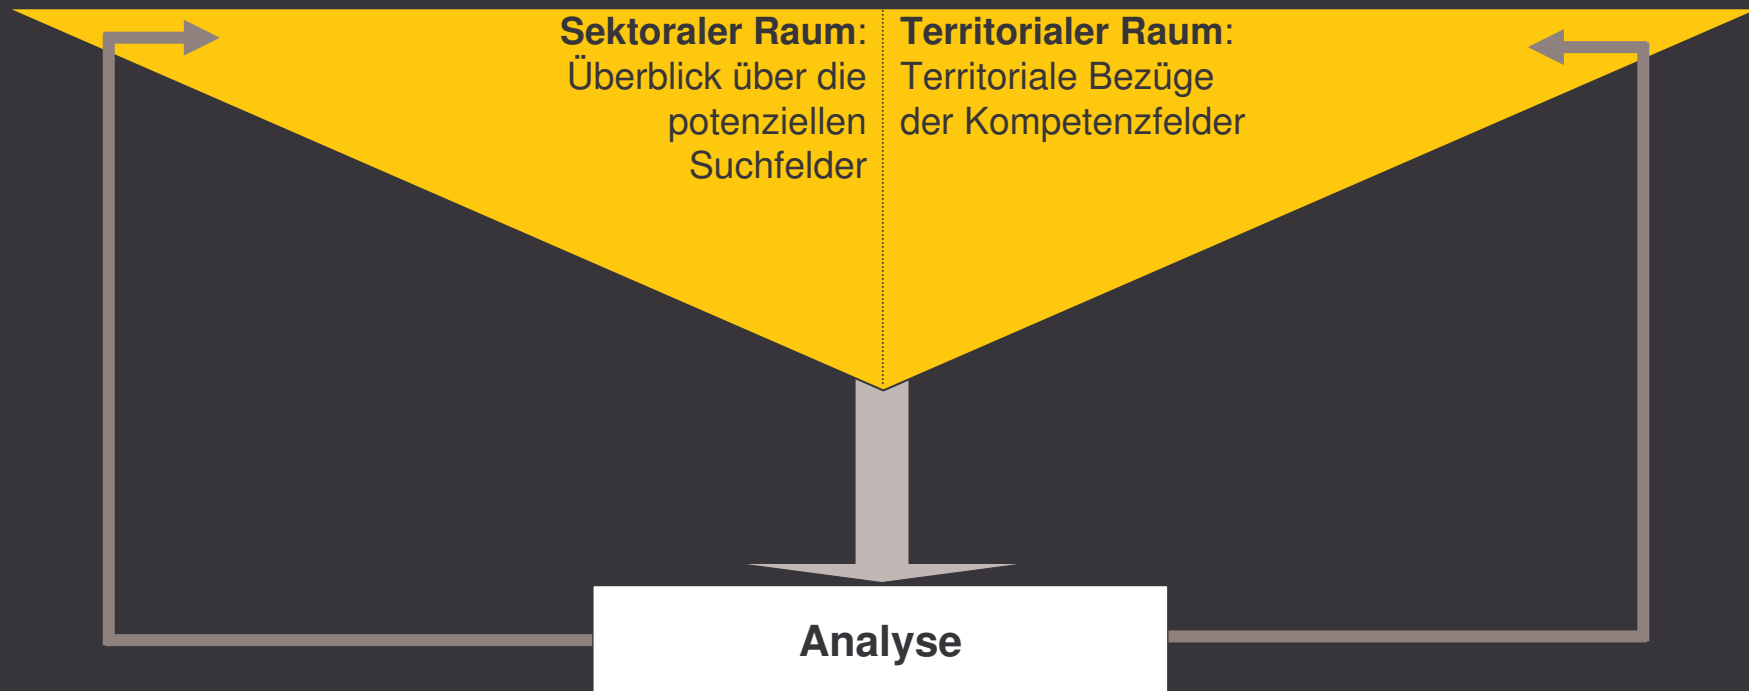 Sektoraler Raum:
Überblick über die
potenziellen
Suchfelder
Territorialer Raum:
Territoriale Bezüge
der Kompetenzfelder
Analyse